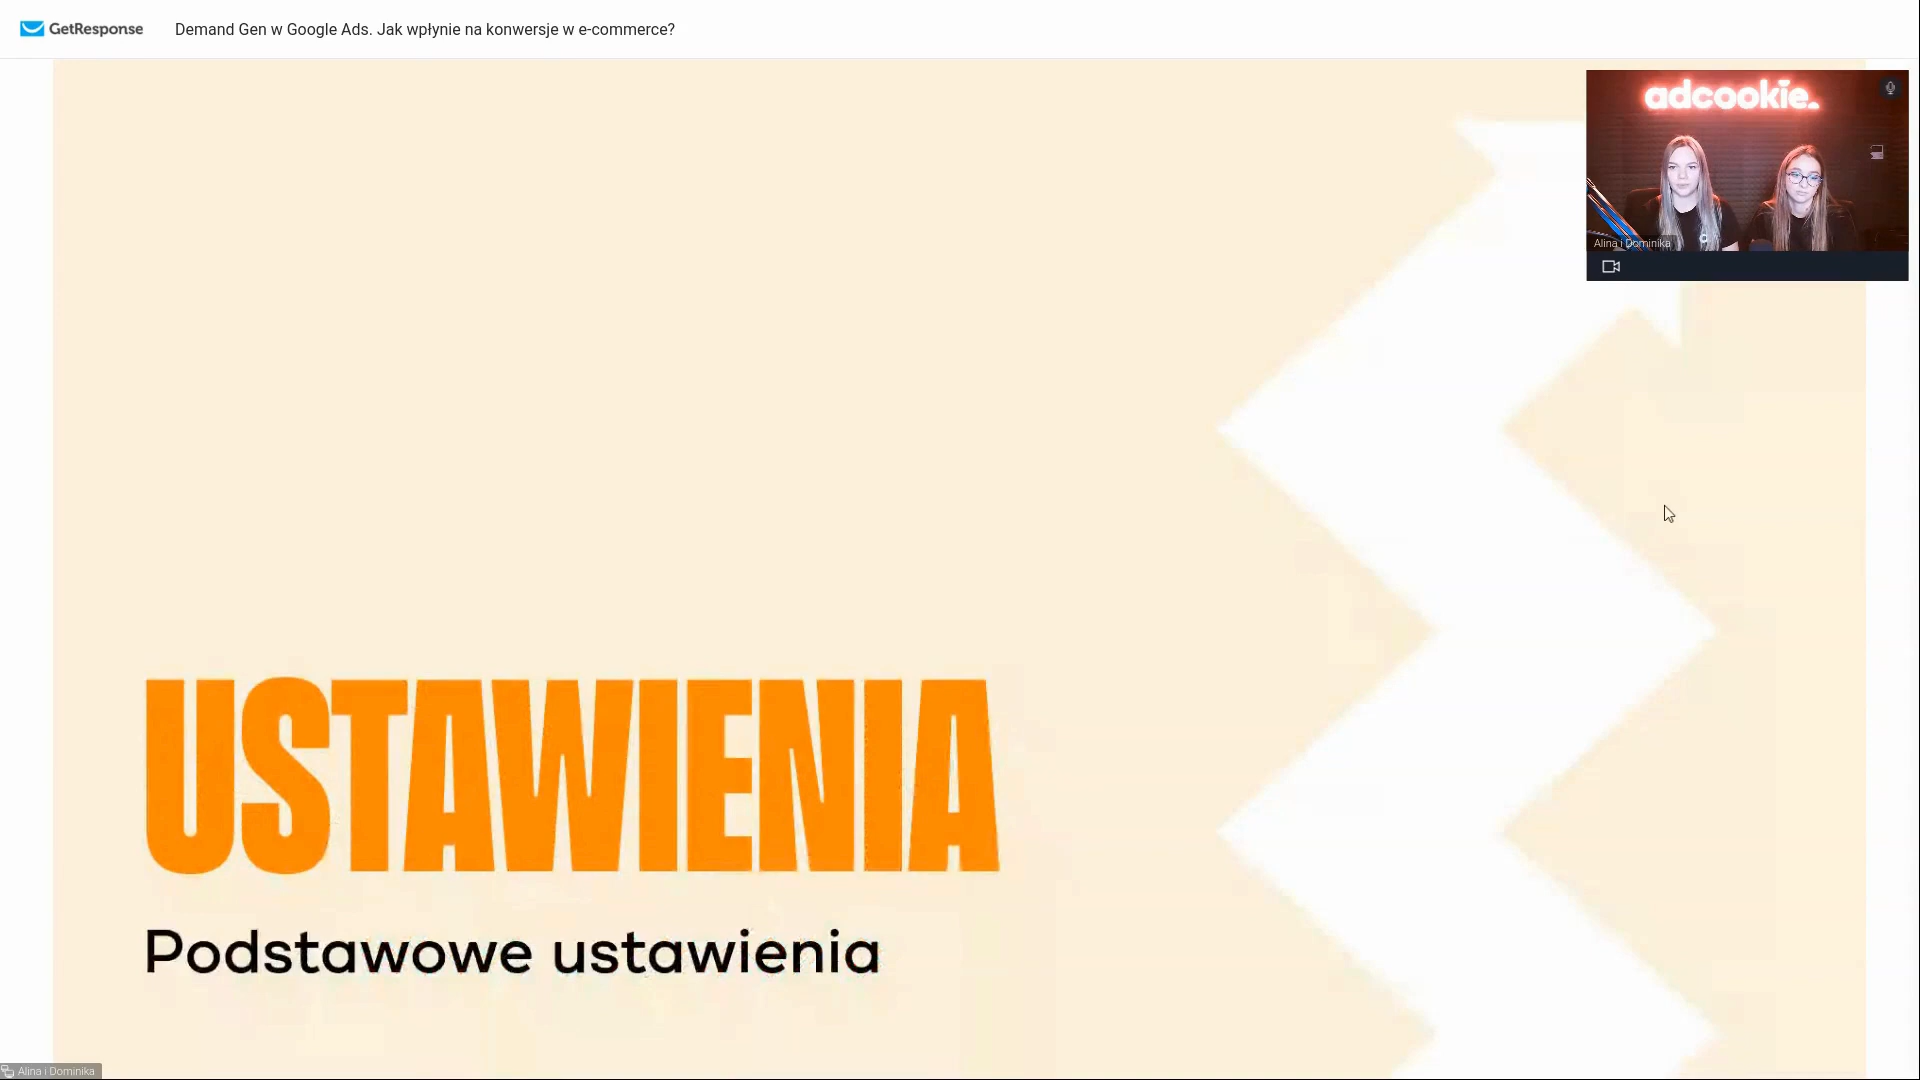 GetResponse
Demand Gen w Google Ads. Jak wpłynie na konwersje w e-commerce?
adcookie.
Alina i Dominika
USTAWIENIA
Podstawowe ustawienia
Alina i Dominika